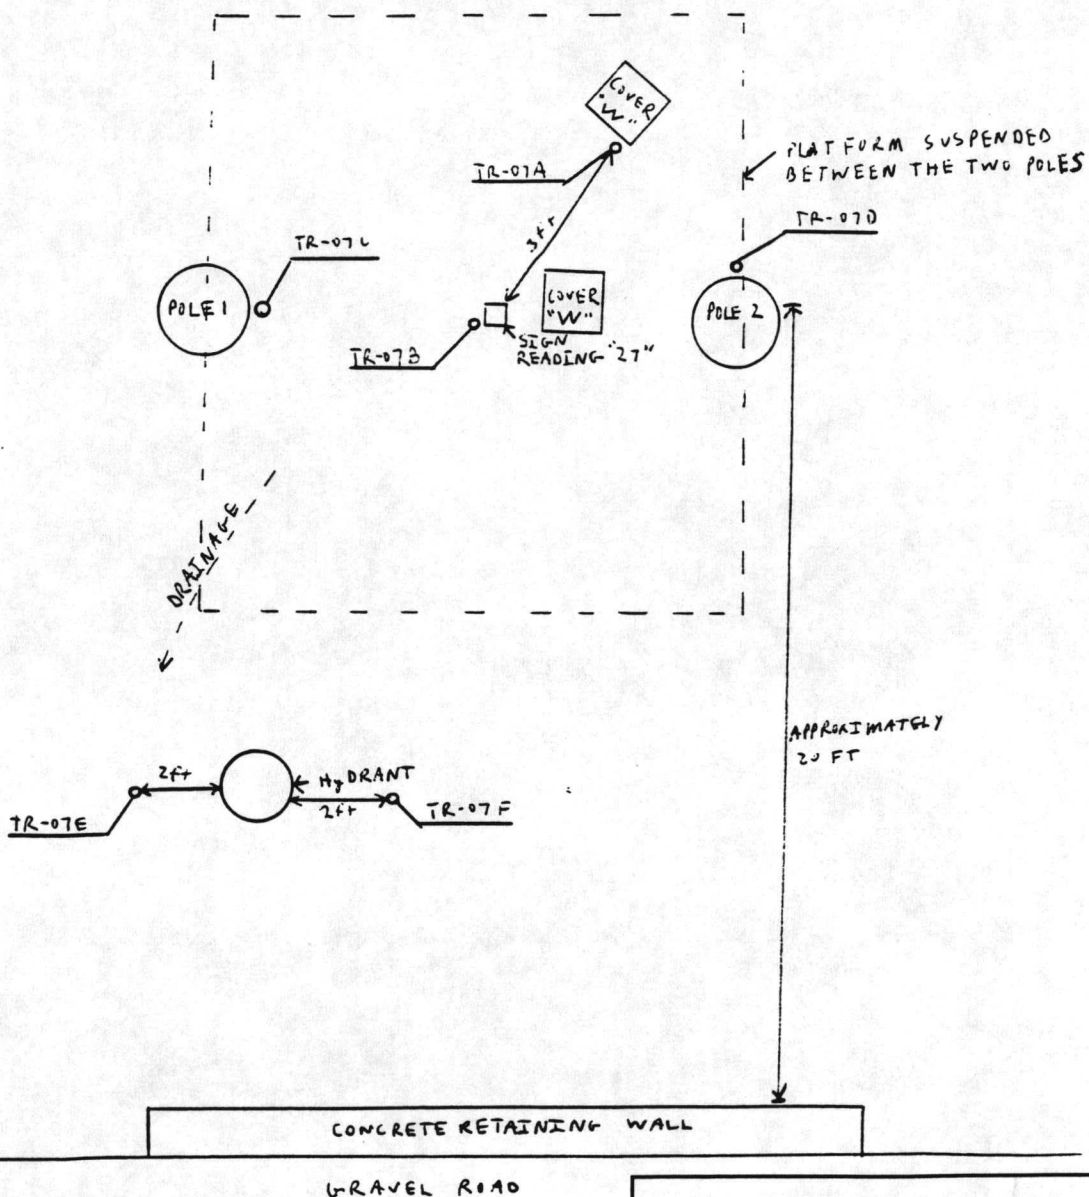 COVER
"W"
PLATFORM SUSPENDED
BETWEEN THE TWO POLES
TR-07A
TR-07D
3ft
TR-07C
POLE 1
COVER
"W"
POLE 2
SIGN
READING "27"
TR-07B
DRAINAGE
APPROXIMATELY
20 FT
2ft
HyDRANT
2ft
TR-07E
TR-07F
CONCRETE RETAINING WALL
GRAVEL ROAD